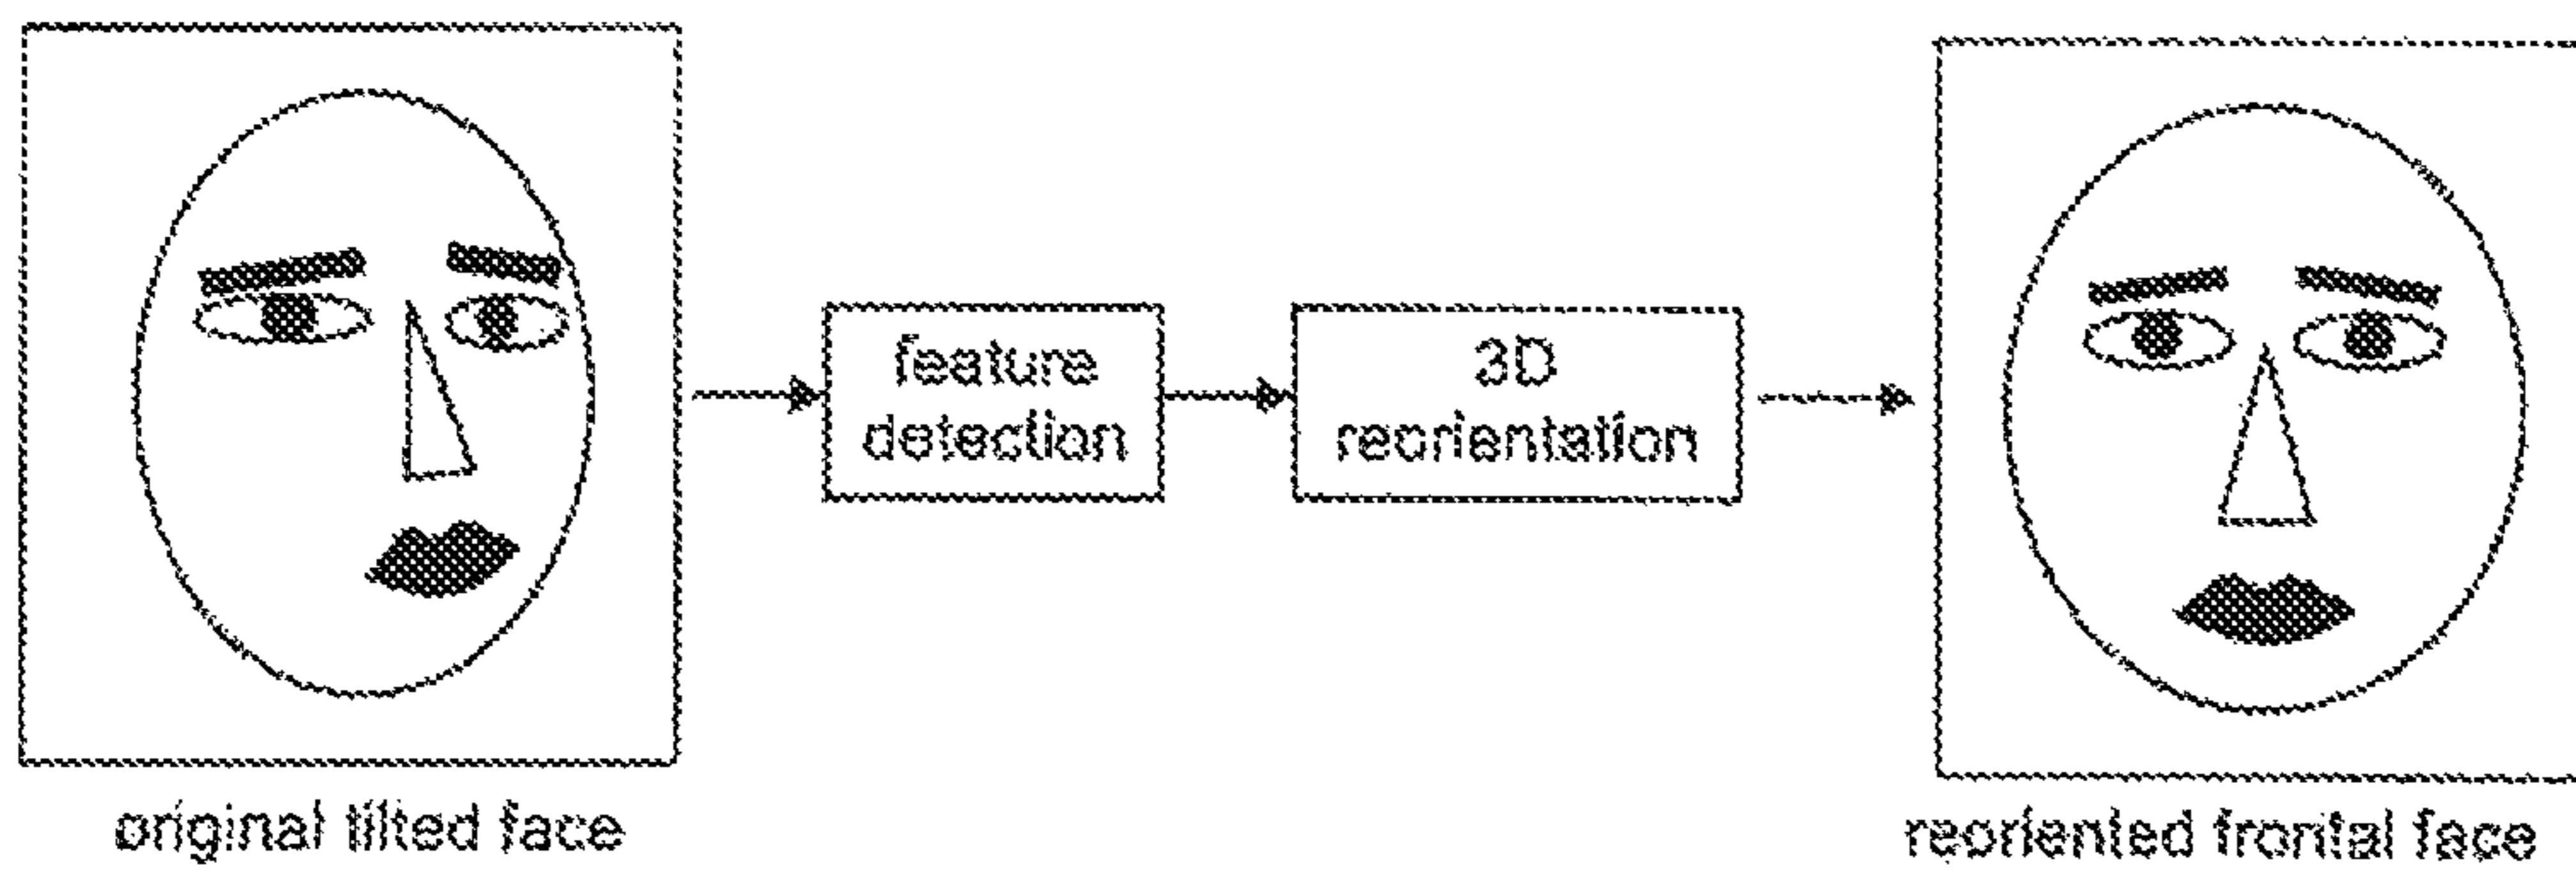 feature
detection
3D
reorientation
original tilted face
reoriented frontal face